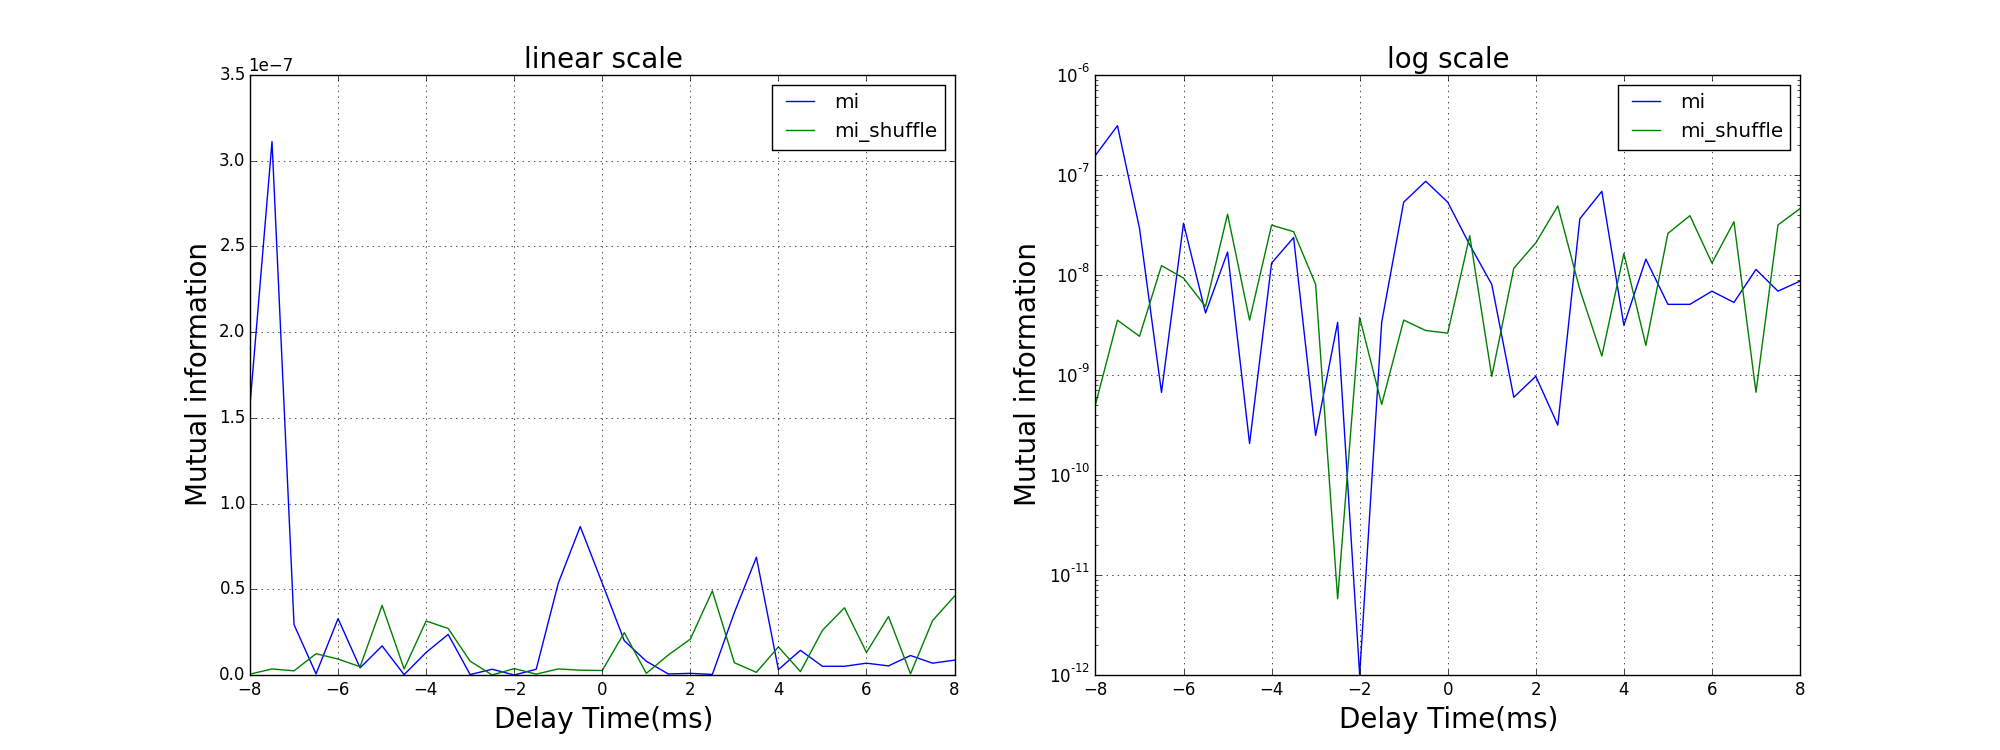 linear scale
1e−7
3.5
3.0
2.5
2.0
1.5
1.0
0.5
0.0
Mutual information
mi
mi_shuffle
−8 −6 −4 −2 0 2 4 6 8
Delay Time(ms)
log scale
10^-6
10^-7
10^-8
10^-9
10^-10
10^-11
10^-12
Mutual information
mi
mi_shuffle
−8 −6 −4 −2 0 2 4 6 8
Delay Time(ms)